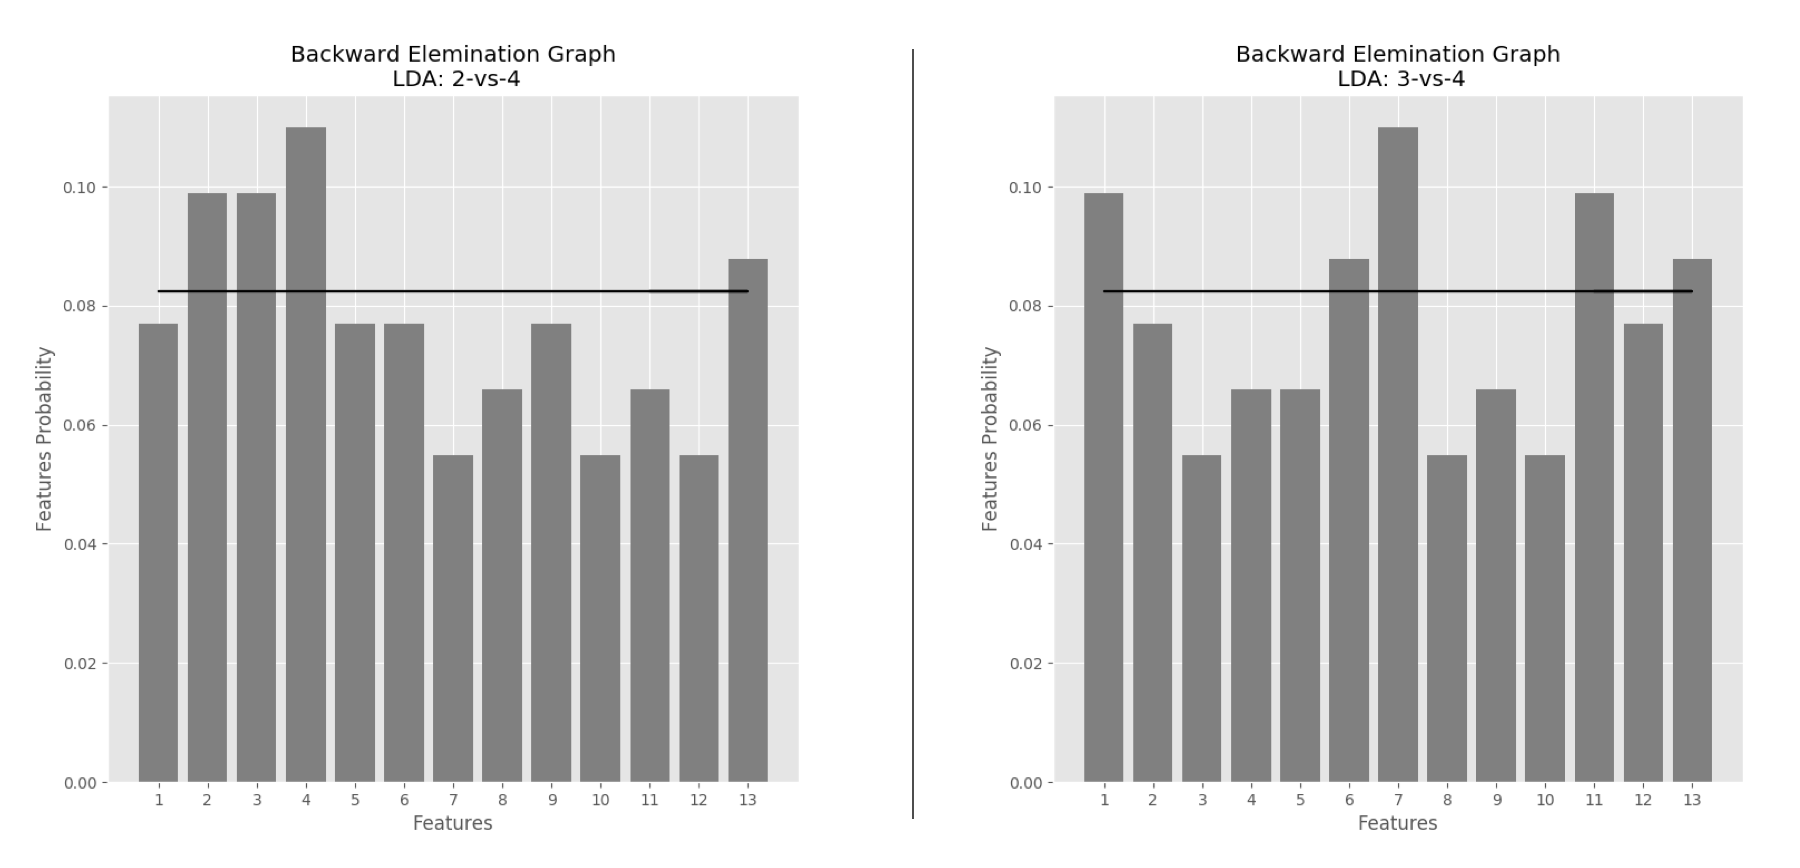 Backward Elemination Graph
LDA: 2-vs-4
0.10
0.08
0.06
0.04
0.02
0.00
Features Probability
1 2 3 4 5 6 7 8 9 10 11 12 13
Features
Backward Elemination Graph
LDA: 3-vs-4
0.10
0.08
0.06
0.04
0.02
0.00
Features Probability
1 2 3 4 5 6 7 8 9 10 11 12 13
Features